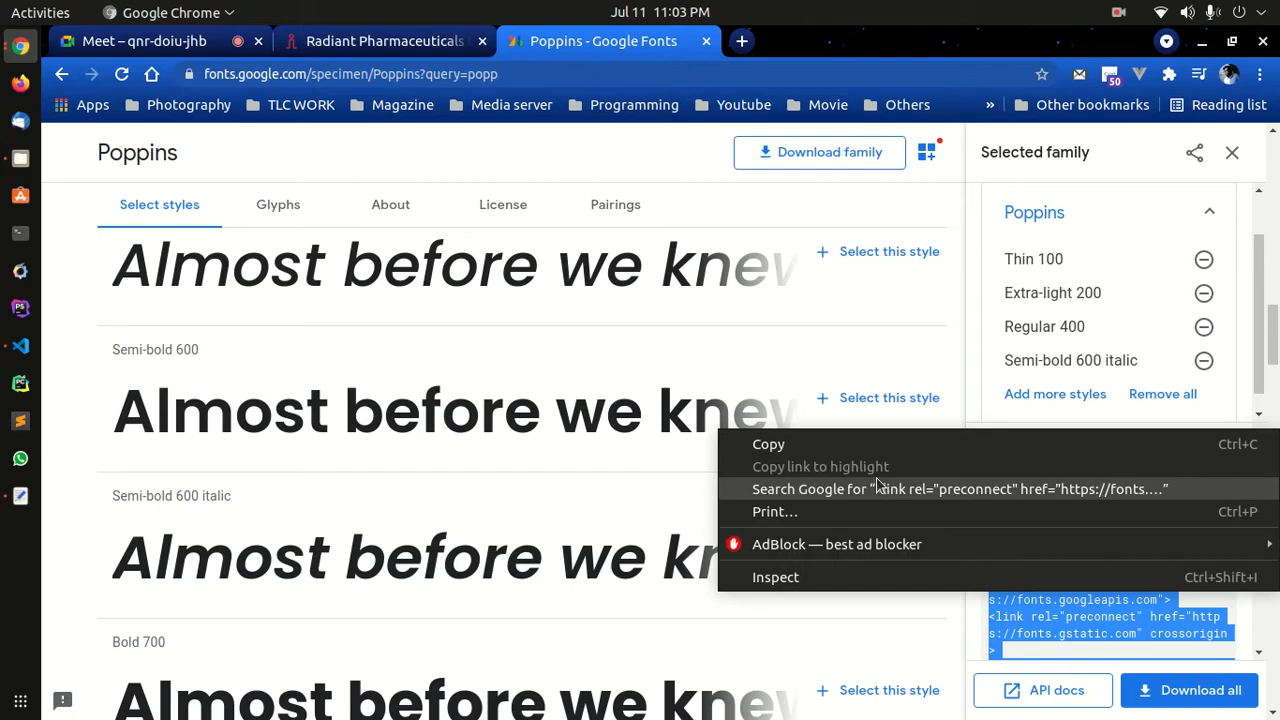 Activities
Google Chrome
Jul 11 11:03 PM
Meet – qnr-doiu-jhb
Radiant Pharmaceuticals
Poppins - Google Fonts
fonts.google.com/specimen/Poppins?query=popp
50
Apps
Photography
TLC WORK
Magazine
Media server
Programming
Youtube
Movie
Others
»
Other bookmarks
Reading list
Poppins
Download family
Selected family
Select styles
Glyphs
About
License
Pairings
Almost before we knew
Select this style
Semi-bold 600
Almost before we knew
Select this style
Semi-bold 600 italic
Almost before we kn
Bold 700
Almost before we knew
Select this style
Poppins
Thin 100
Extra-light 200
Regular 400
Semi-bold 600 italic
Add more styles
Remove all
Copy Ctrl+C
Copy link to highlight
Search Google for “<link rel="preconnect" href="https://fonts.…”
Print… Ctrl+P
AdBlock — best ad blocker
Inspect Ctrl+Shift+I
s://fonts.googleapis.com">
<link rel="preconnect" href="http
s://fonts.gstatic.com" crossorigin
>
API docs
Download all